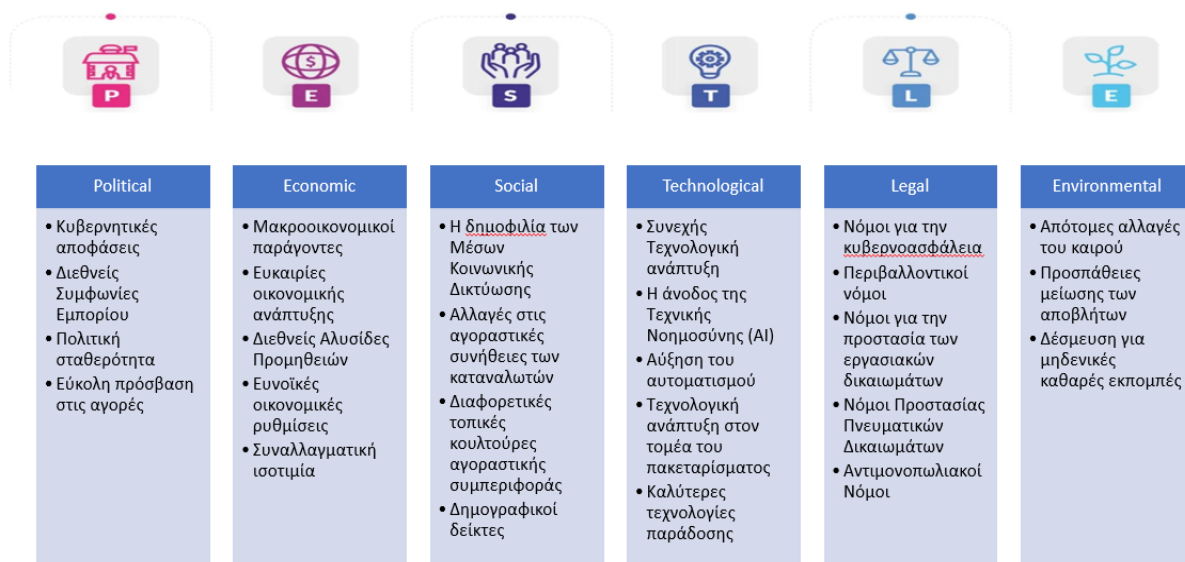 P
E
S
T
L
E
Political
• Κυβερνητικές
αποφάσεις
• Διεθνείς
Συμφωνίες
Εμπορίου
• Πολιτική
σταθερότητα
• Εύκολη πρόσβαση
στις αγορές
Economic
• Μακροοικονομικοί
παράγοντες
• Ευκαιρίες
οικονομικής
ανάπτυξης
• Διεθνείς Αλυσίδες
Προμηθειών
• Ευνοϊκές
οικονομικές
ρυθμίσεις
• Συναλλαγματική
ισοτιμία
Social
• Η δημοφιλία των
Μέσων
Κοινωνικής
Δικτύωσης
• Αλλαγές στις
αγοραστικές
συνήθειες των
καταναλωτών
• Διαφορετικές
τοπικές
κουλτούρες
αγοραστικής
συμπεριφοράς
• Δημογραφικοί
δείκτες
Technological
• Συνεχής
Τεχνολογική
ανάπτυξη
• Η άνοδος της
Τεχνικής
Νοημοσύνης (AI)
• Αύξηση του
αυτοματισμού
• Τεχνολογική
ανάπτυξη στον
τομέα του
πακεταρίσματος
• Καλύτερες
τεχνολογίες
παράδοσης
Legal
• Νόμοι για την
κυβερνοασφάλεια
• Περιβαλλοντικοί
νόμοι
• Νόμοι για την
προστασία των
εργασιακών
δικαιωμάτων
• Νόμοι Προστασίας
Πνευματικών
Δικαιωμάτων
• Αντιμονοπωλιακοί
Νόμοι
Environmental
• Απότομες αλλαγές
του καιρού
• Προσπάθειες
μείωσης των
αποβλήτων
• Δέσμευση για
μηδενικές
καθαρές εκπομπές